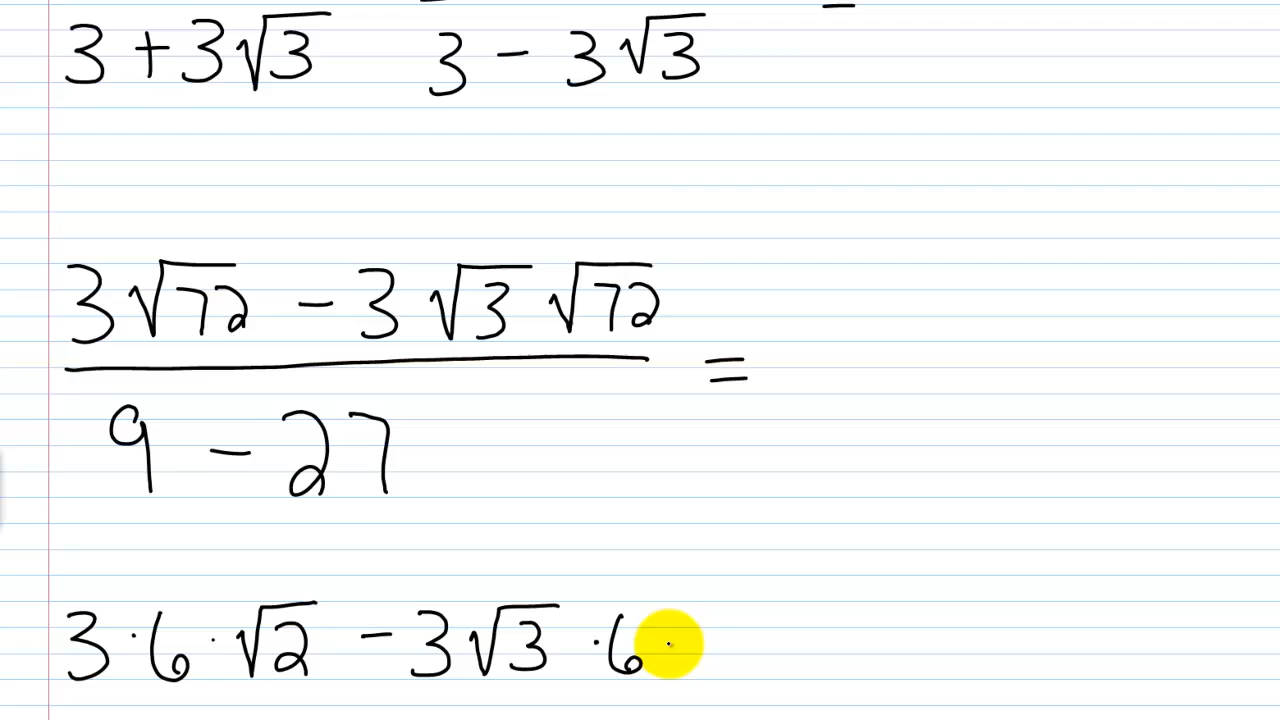 3 + 3√3 3 - 3√3 =
3√72 - 3√3 √72 =
9 - 27
3 · 6 · √2 - 3√3 · 6 ·